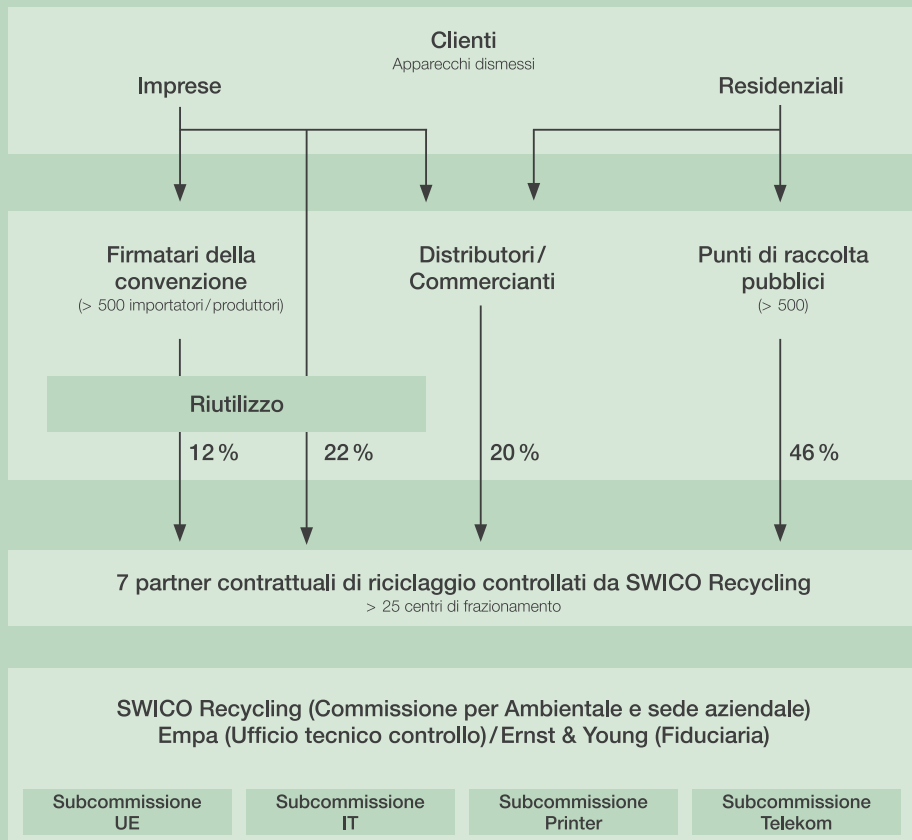 Clienti
Apparecchi dismessi
Imprese
Residenziali
Firmatari della
convenzione
(> 500 importatori/produttori)
Distributori/
Commercianti
Punti di raccolta
pubblici
(> 500)
Riutilizzo
12 %
22 %
20 %
46 %
7 partner contrattuali di riciclaggio controllati da SWICO Recycling
> 25 centri di frazionamento
SWICO Recycling (Commissione per Ambientale e sede aziendale)
Empa (Ufficio tecnico controllo)/Ernst & Young (Fiduciaria)
Subcommissione
UE
Subcommissione
IT
Subcommissione
Printer
Subcommissione
Telekom